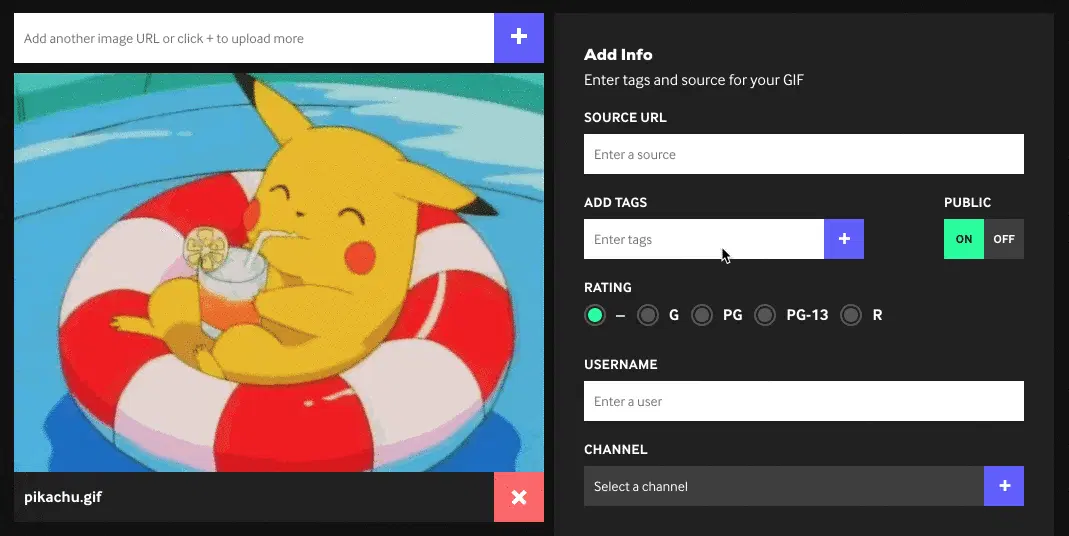 Add another image URL or click + to upload more
pikachu.gif
Add Info
Enter tags and source for your GIF
SOURCE URL
Enter a source
ADD TAGS
PUBLIC
Enter tags
ON OFF
RATING
– G PG PG-13 R
USERNAME
Enter a user
CHANNEL
Select a channel